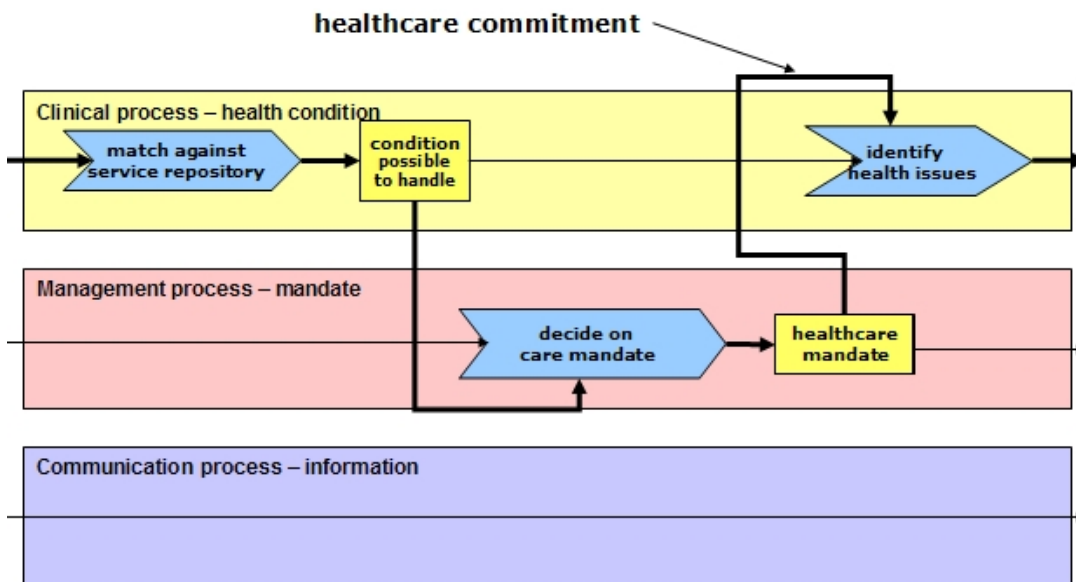 healthcare commitment
Clinical process – health condition
match against
service repository
condition
possible
to handle
identify
health issues
Management process – mandate
decide on
care mandate
healthcare
mandate
Communication process – information